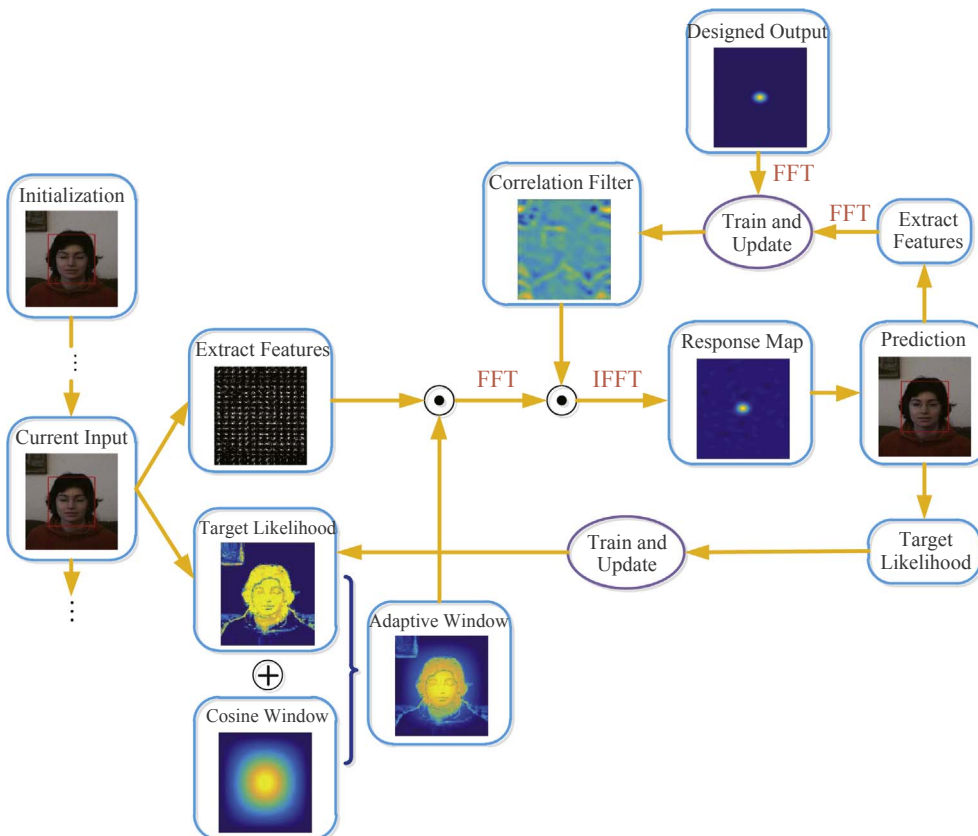 Designed Output
FFT
Correlation Filter
Train and
Update
FFT
Extract
Features
Initialization
⋮
Extract Features
FFT
IFFT
Response Map
Prediction
Current Input
Target Likelihood
Train and
Update
Target
Likelihood
⋮
Adaptive Window
Cosine Window